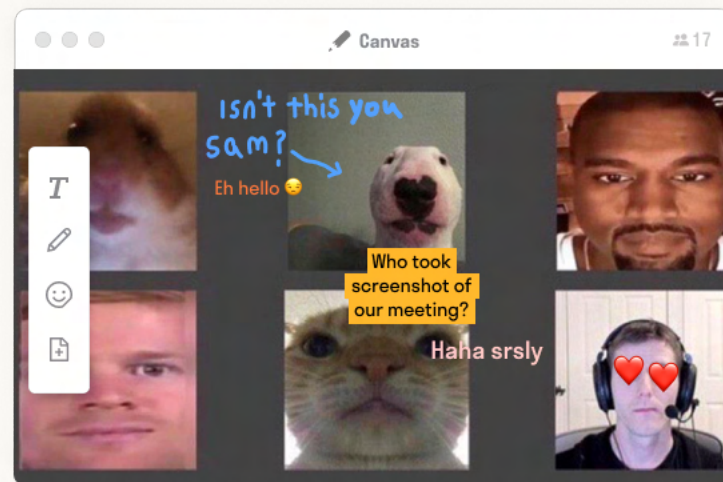 Canvas
17
Isn't this you
sam?
Eh hello 😒
Who took
screenshot of
our meeting?
Haha srsly
T